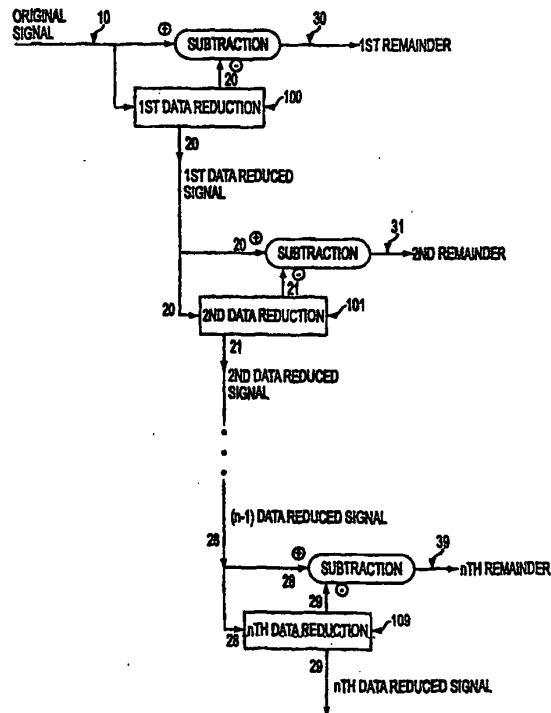 ORIGINAL
SIGNAL
10
⊕
SUBTRACTION
30
1ST REMAINDER
20
⊖
1ST DATA REDUCTION
100
20
1ST DATA REDUCED
SIGNAL
20
⊕
SUBTRACTION
31
2ND REMAINDER
21
⊖
20
2ND DATA REDUCTION
101
21
2ND DATA REDUCED
SIGNAL
(n-1) DATA REDUCED SIGNAL
28
⊕
28
SUBTRACTION
39
nTH REMAINDER
29
⊖
28
nTH DATA REDUCTION
109
29
nTH DATA REDUCED SIGNAL